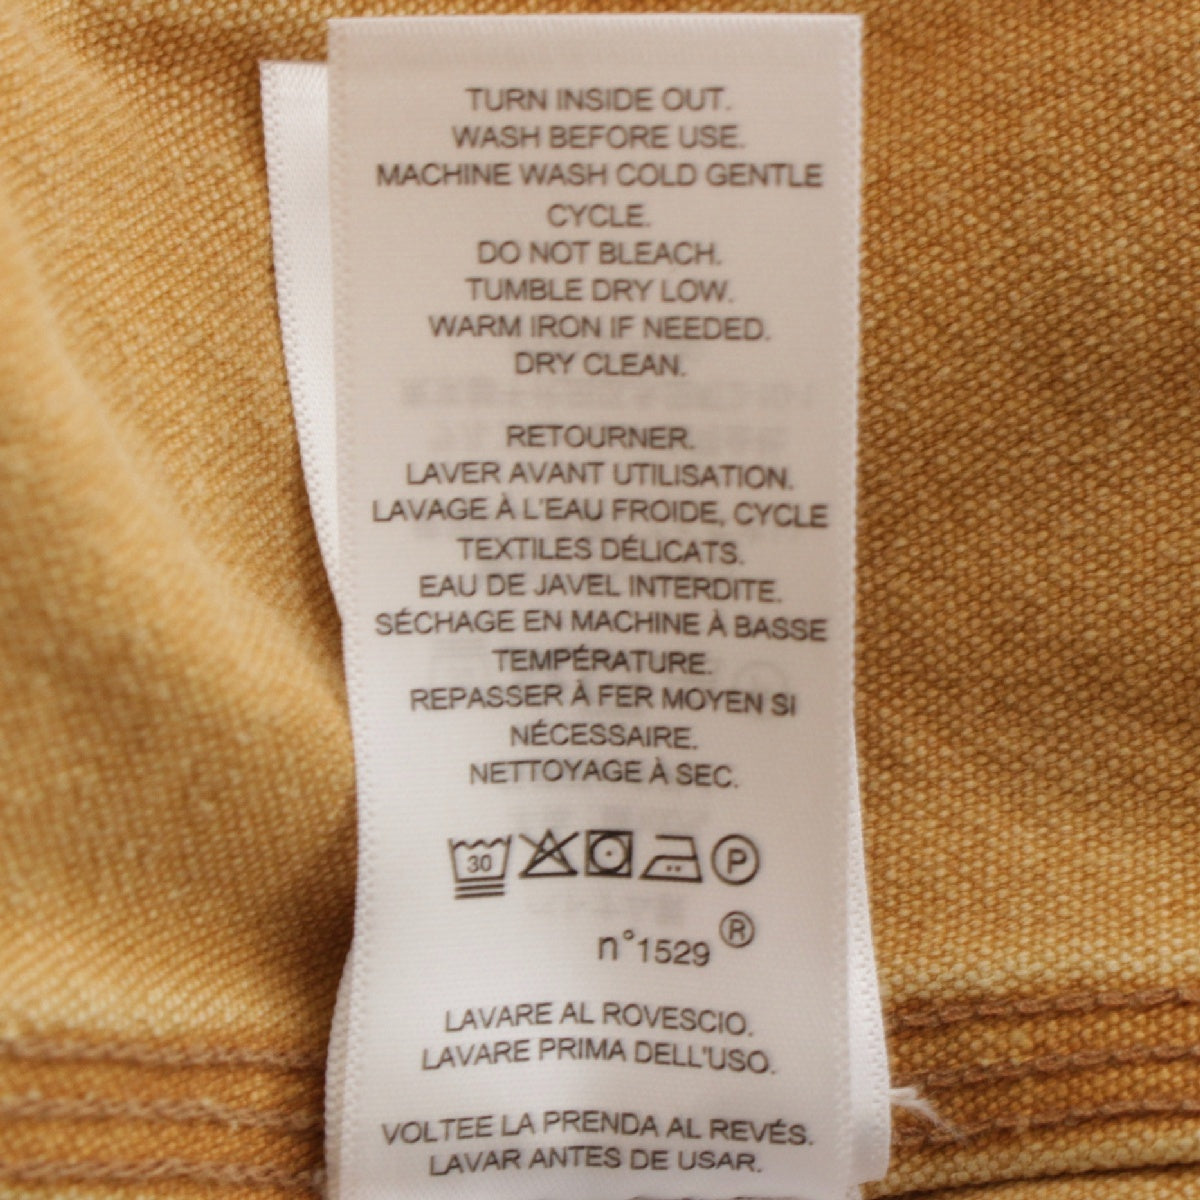 TURN INSIDE OUT.
WASH BEFORE USE.
MACHINE WASH COLD GENTLE
CYCLE.
DO NOT BLEACH.
TUMBLE DRY LOW.
WARM IRON IF NEEDED.
DRY CLEAN.
RETOURNER.
LAVER AVANT UTILISATION.
LAVAGE À L'EAU FROIDE, CYCLE
TEXTILES DÉLICATS.
EAU DE JAVEL INTERDITE.
SÉCHAGE EN MACHINE À BASSE
TEMPÉRATURE.
REPASSER À FER MOYEN SI
NÉCESSAIRE.
NETTOYAGE À SEC.
30 P
n°1529 ®
LAVARE AL ROVESCIO.
LAVARE PRIMA DELL'USO.
VOLTEE LA PRENDA AL REVÉS.
LAVAR ANTES DE USAR.